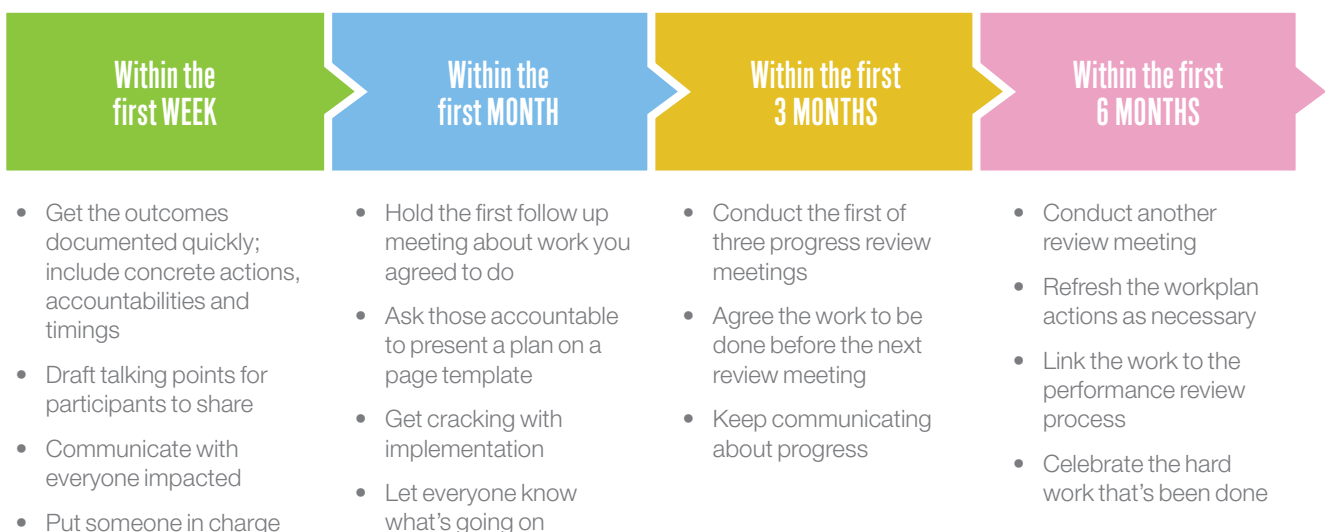 Within the
first WEEK
Within the
first MONTH
Within the first
3 MONTHS
Within the first
6 MONTHS
• Get the outcomes
documented quickly;
include concrete actions,
accountabilities and
timings
• Draft talking points for
participants to share
• Communicate with
everyone impacted
• Put someone in charge
• Hold the first follow up
meeting about work you
agreed to do
• Ask those accountable
to present a plan on a
page template
• Get cracking with
implementation
• Let everyone know
what's going on
• Conduct the first of
three progress review
meetings
• Agree the work to be
done before the next
review meeting
• Keep communicating
about progress
• Conduct another
review meeting
• Refresh the workplan
actions as necessary
• Link the work to the
performance review
process
• Celebrate the hard
work that's been done